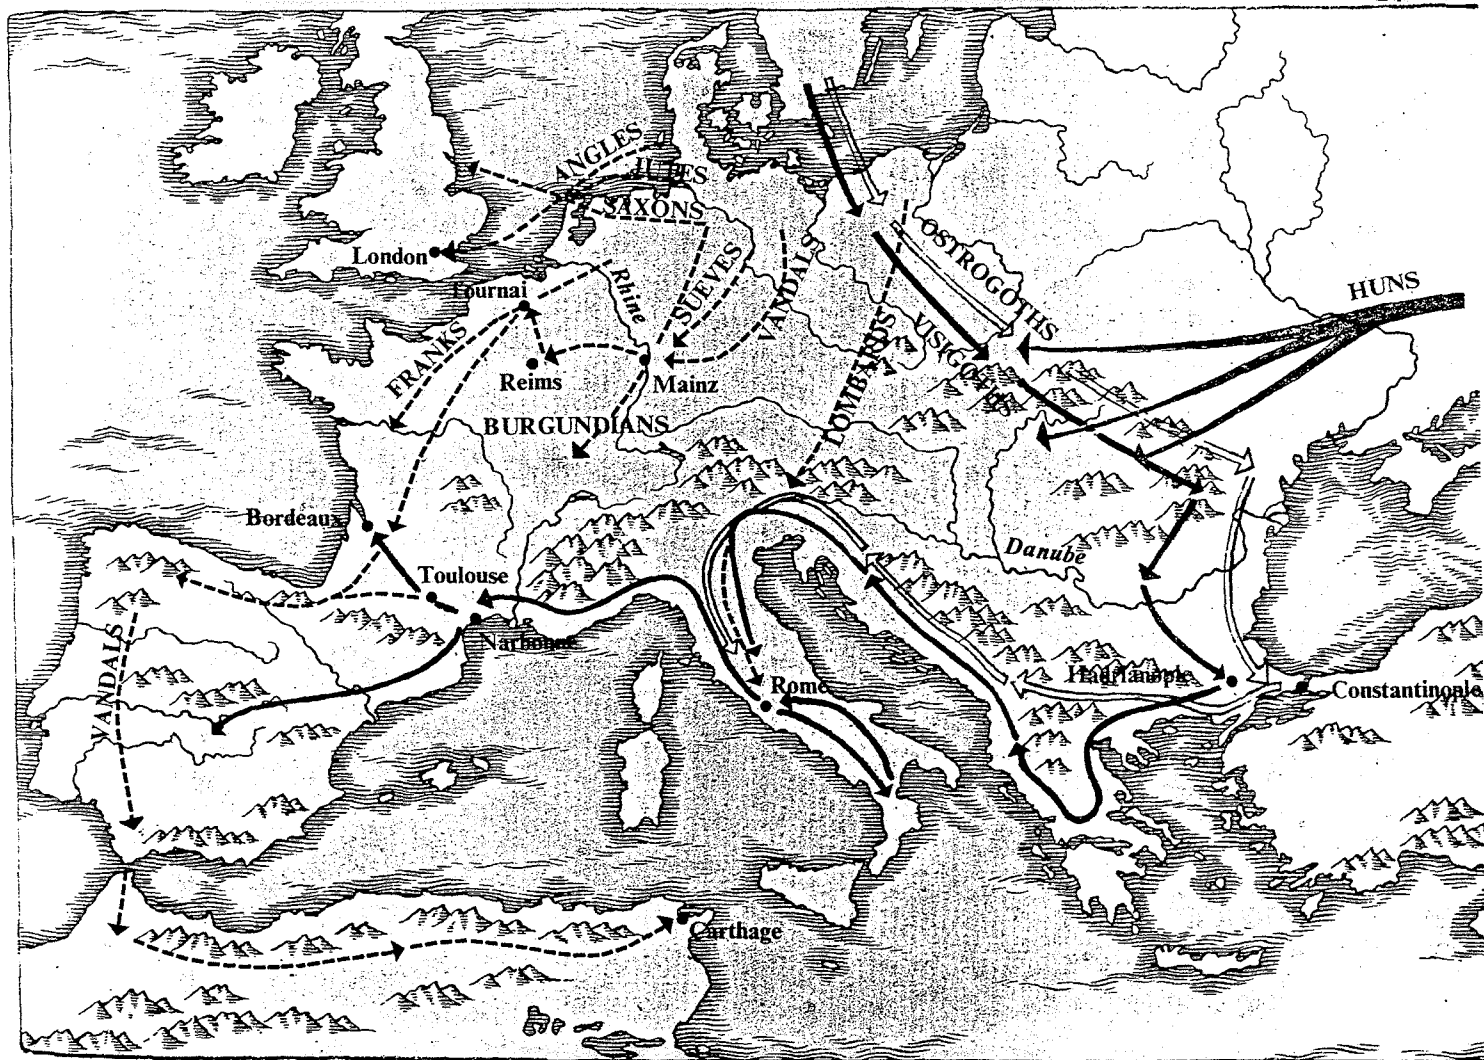 ANGLES
JUTES
SAXONS
London
Tournai
Rhine
SUEVES
VANDALS
OSTROGOTHS
HUNS
FRANKS
Reims
Mainz
LOMBARDS
VISIGOTHS
BURGUNDIANS
Bordeaux
Danube
Toulouse
Narbonne
VANDALS
Rome
Hadrianople
Constantinople
Carthage